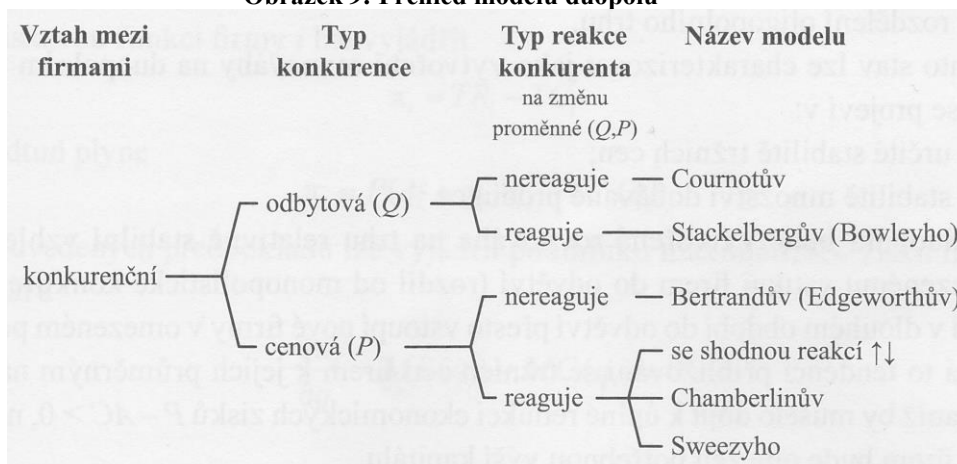 Obrázek 9: Přehled modelů duopolu
Vztah mezi firmami
Typ konkurence
Typ reakce konkurenta
na změnu proměnné (Q,P)
Název modelu
konkurenční
odbytová (Q)
nereaguje
Cournotův
reaguje
Stackelbergův (Bowleyho)
cenová (P)
nereaguje
Bertrandův (Edgeworthův)
reaguje
se shodnou reakcí ↑↓
Chamberlinův
Sweezyho